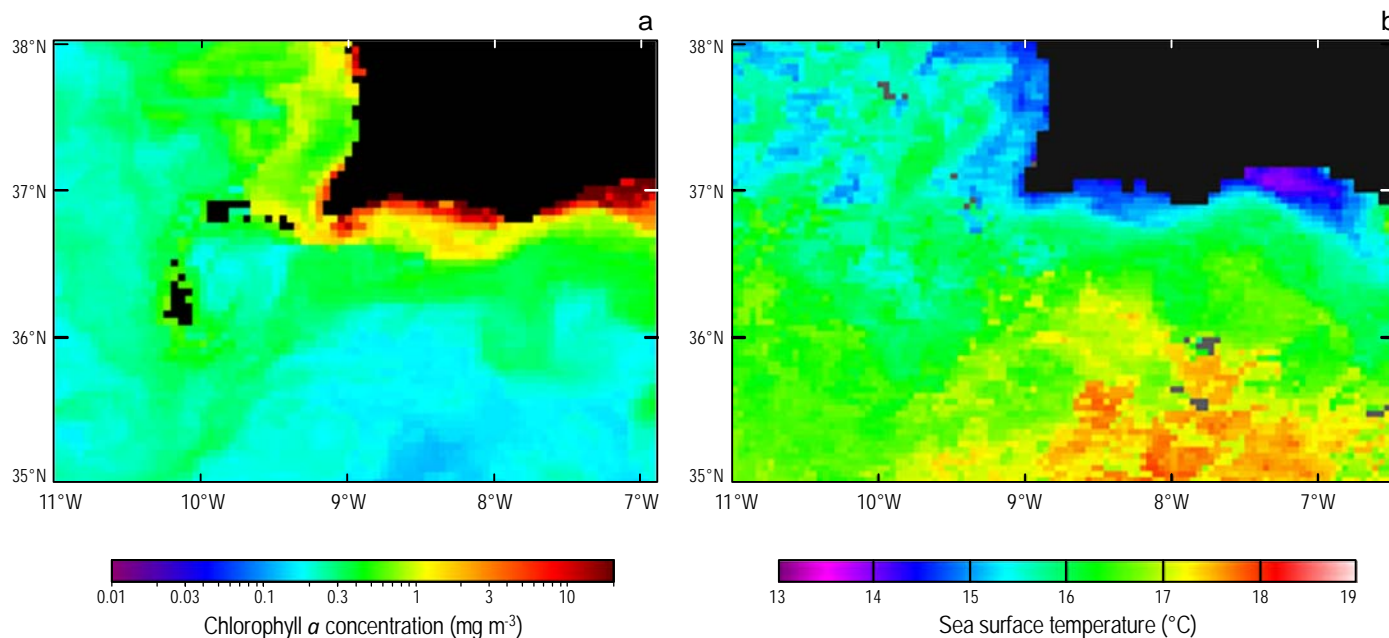 a
b
38°N
37°N
36°N
35°N
11°W 10°W 9°W 8°W 7°W
38°N
37°N
36°N
35°N
11°W 10°W 9°W 8°W 7°W
0.01 0.03 0.1 0.3 1 3 10
Chlorophyll a concentration (mg m-3)
13 14 15 16 17 18 19
Sea surface temperature (°C)